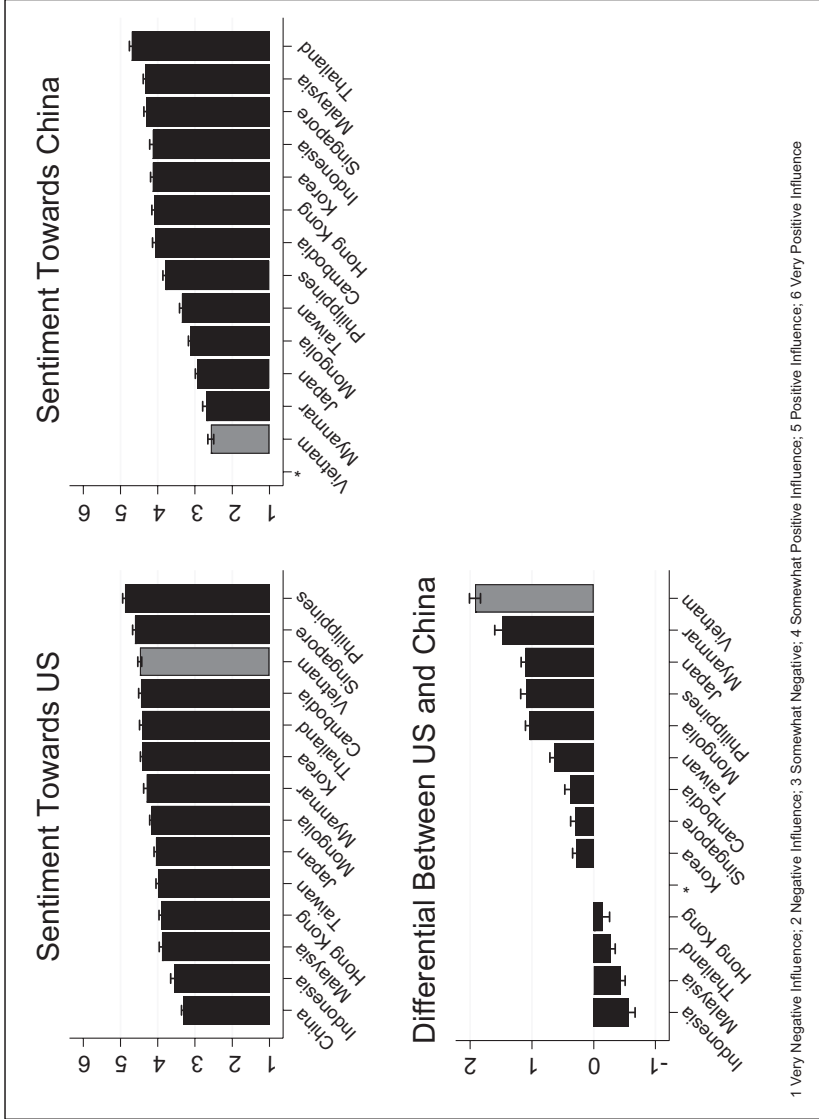 Sentiment Towards US
6
5
4
3
2
1
China
Indonesia
Malaysia
Hong Kong
Taiwan
Japan
Mongolia
Myanmar
Korea
Thailand
Cambodia
Vietnam
Singapore
Philippines
Sentiment Towards China
6
5
4
3
2
1
*
Vietnam
Myanmar
Japan
Mongolia
Taiwan
Philippines
Cambodia
Hong Kong
Korea
Indonesia
Singapore
Malaysia
Thailand
Differential Between US and China
2
1
0
-1
Indonesia
Malaysia
Thailand
Hong Kong
*
Korea
Singapore
Cambodia
Taiwan
Mongolia
Philippines
Japan
Myanmar
Vietnam
1 Very Negative Influence; 2 Negative Influence; 3 Somewhat Negative; 4 Somewhat Positive Influence; 5 Positive Influence; 6 Very Positive Influence